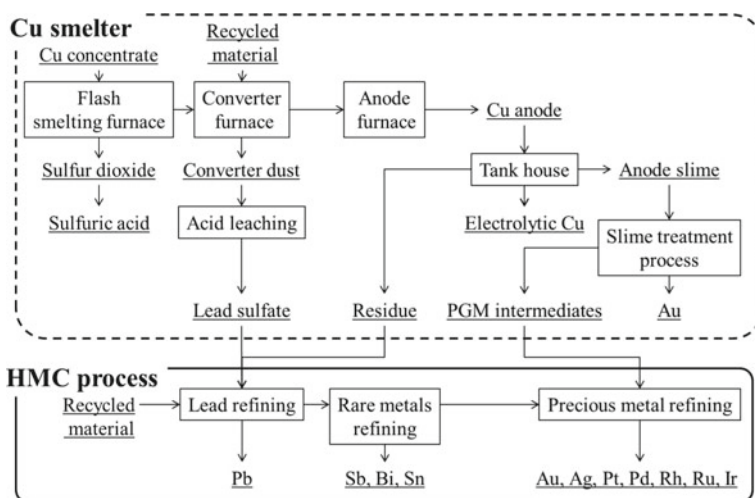 Cu smelter
Recycled
material
Cu concentrate
Flash
smelting furnace
Converter
furnace
Anode
furnace
Cu anode
Sulfur dioxide
Converter dust
Tank house
Anode slime
Sulfuric acid
Acid leaching
Electrolytic Cu
Slime treatment
process
Lead sulfate
Residue
PGM intermediates
Au
HMC process
Recycled
material
Lead refining
Rare metals
refining
Precious metal refining
Pb
Sb, Bi, Sn
Au, Ag, Pt, Pd, Rh, Ru, Ir